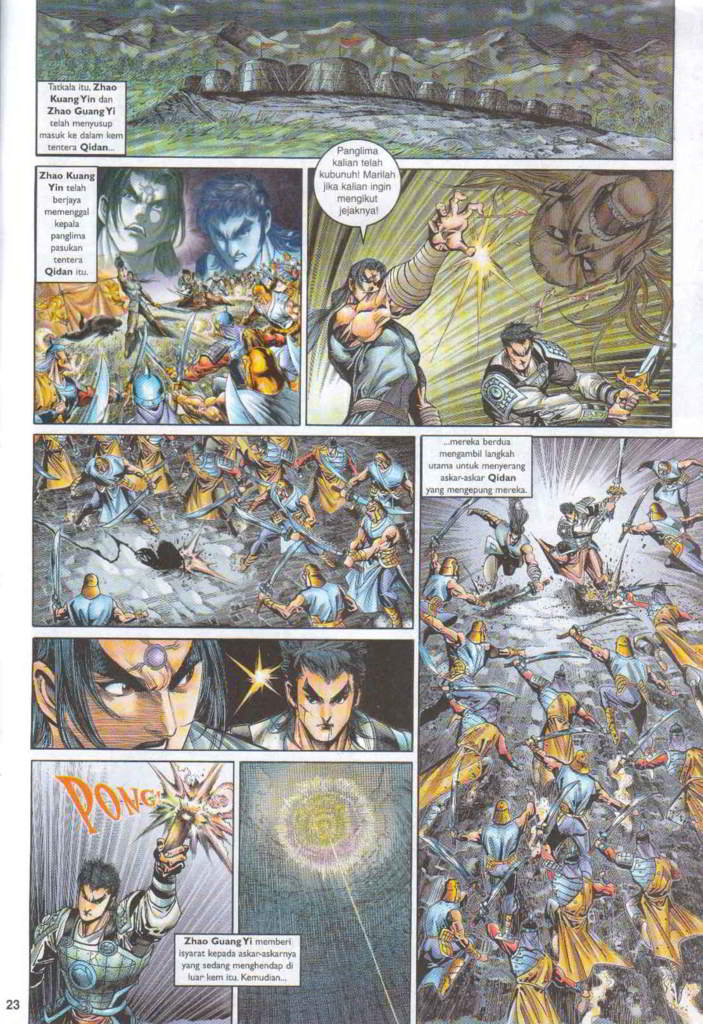 Tatkala itu, Zhao
Kuang Yin dan
Zhao Guang Yi
telah menyusup
masuk ke dalam kem
tentera Qidan...
Zhao Kuang
Yin telah
berjaya
memenggal
kepala
panglima
pasukan
tentera
Qidan itu.
Panglima
kalian telah
kubunuh! Marilah
jika kalian ingin
mengikut
jejaknya!
...mereka berdua
mengambil langkah
utama untuk menyerang
askar-askar Qidan
yang mengepung mereka.
PONG!
Zhao Guang Yi memberi
isyarat kepada askar-askarnya
yang sedang menghendap di
luar kem itu. Kemudian...
23